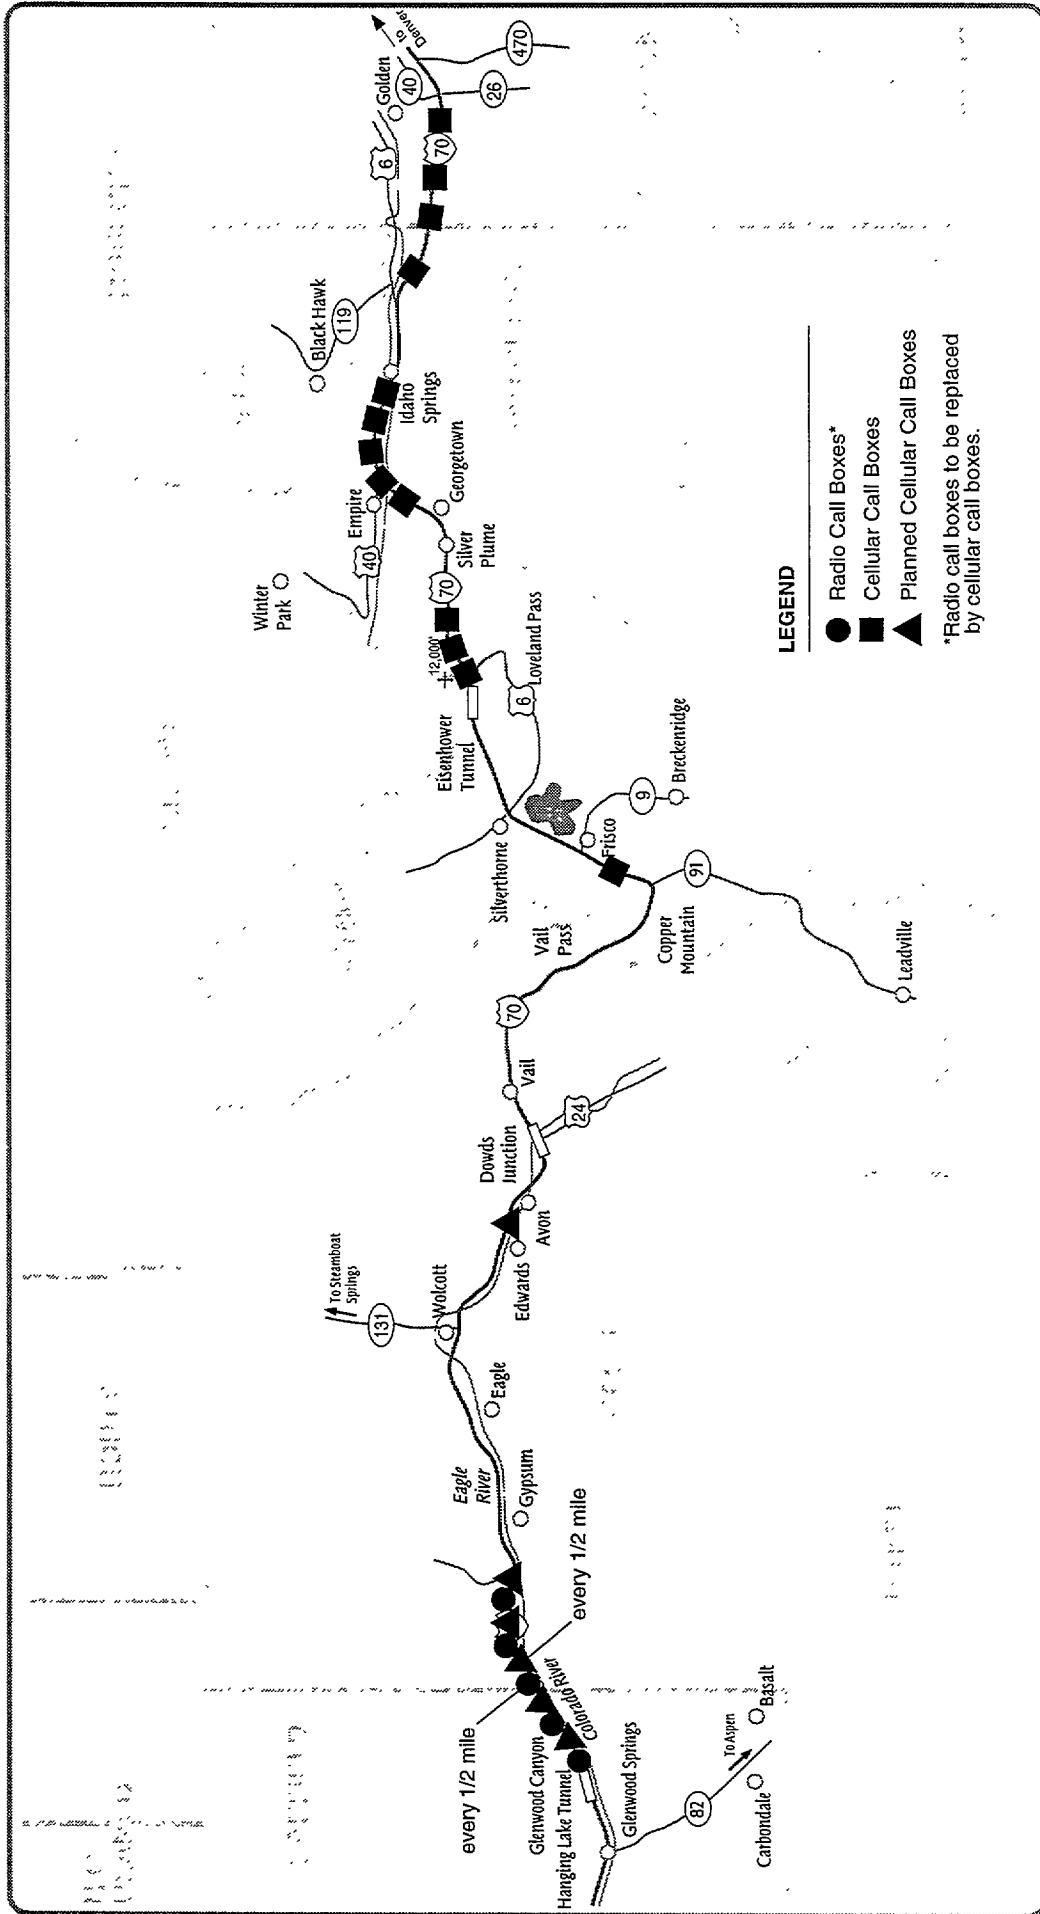 To Steamboat
Springs
131
Wolcott
Eagle
River
Eagle
Gypsum
every 1/2 mile
every 1/2 mile
Glenwood Canyon
Hanging Lake Tunnel
Colorado River
Glenwood Springs
82
To Aspen
Carbondale
Basalt
Edwards
Avon
Dowds
Junction
24
Vail
70
Vail
Pass
Copper
Mountain
91
Leadville
Silverthorne
Frisco
9
Breckenridge
Eisenhower
Tunnel
12,000'
6
Loveland Pass
Winter
Park
40
Empire
70
Silver
Plume
Georgetown
Idaho
Springs
Black Hawk
119
6
Golden
40
to
Denver
70
26
470
LEGEND
Radio Call Boxes*
Cellular Call Boxes
Planned Cellular Call Boxes
*Radio call boxes to be replaced
by cellular call boxes.